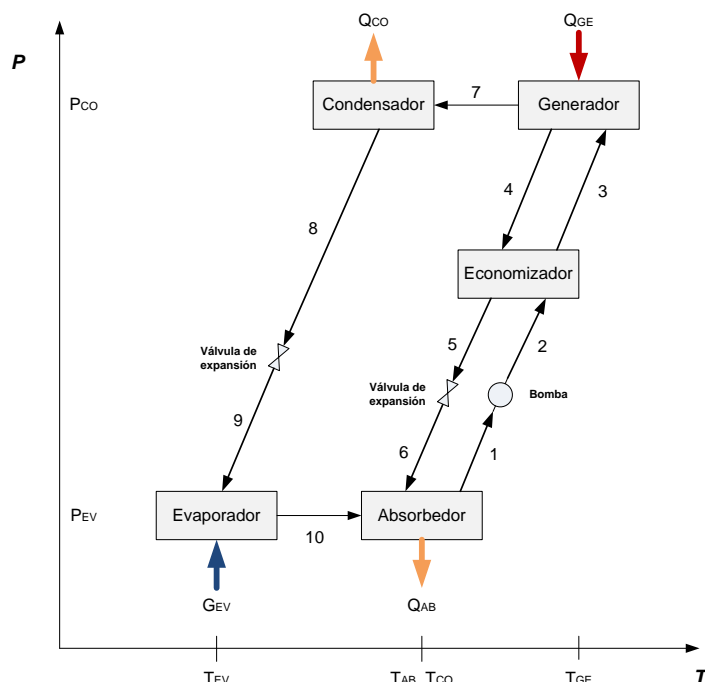 QCO
QGE
P
PCO
Condensador
7
Generador
4
3
8
Economizador
Válvula de
expansión
5
2
Válvula de
expansión
Bomba
9
6
1
PEV
Evaporador
10
Absorbedor
GEV
QAB
TEV
TAB
TCO
TGE
T